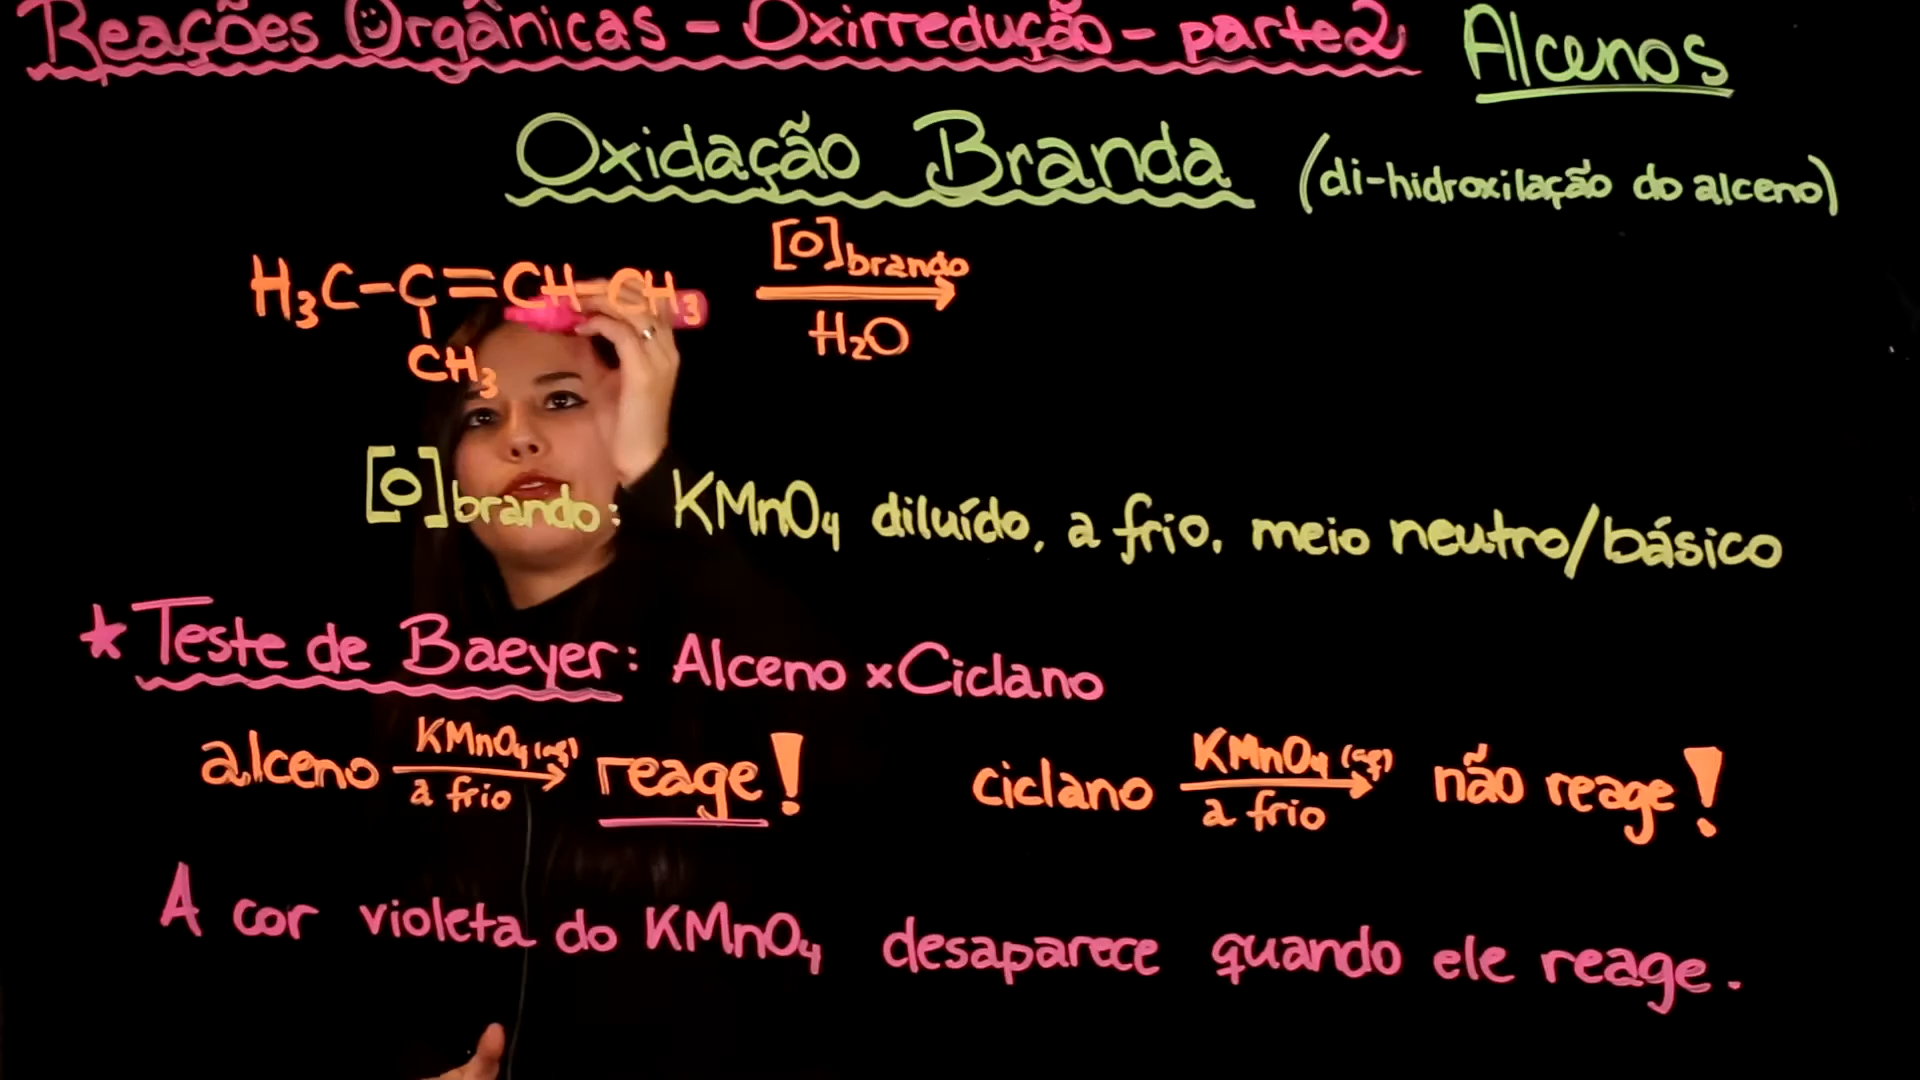 Reações Orgânicas - Oxirredução - parte 2 Alcenos
Oxidação Branda (di-hidroxilação do alceno)
H₃C-C=CH-CH₃ [O]brando
H₂O
CH₃
[O]brando: KMnO₄ diluído, a frio, meio neutro/básico
* Teste de Baeyer: Alceno x Ciclano
alceno KMnO₄(aq) reage!
a frio
ciclano KMnO₄(aq) não reage!
a frio
A cor violeta do KMnO₄ desaparece quando ele reage.